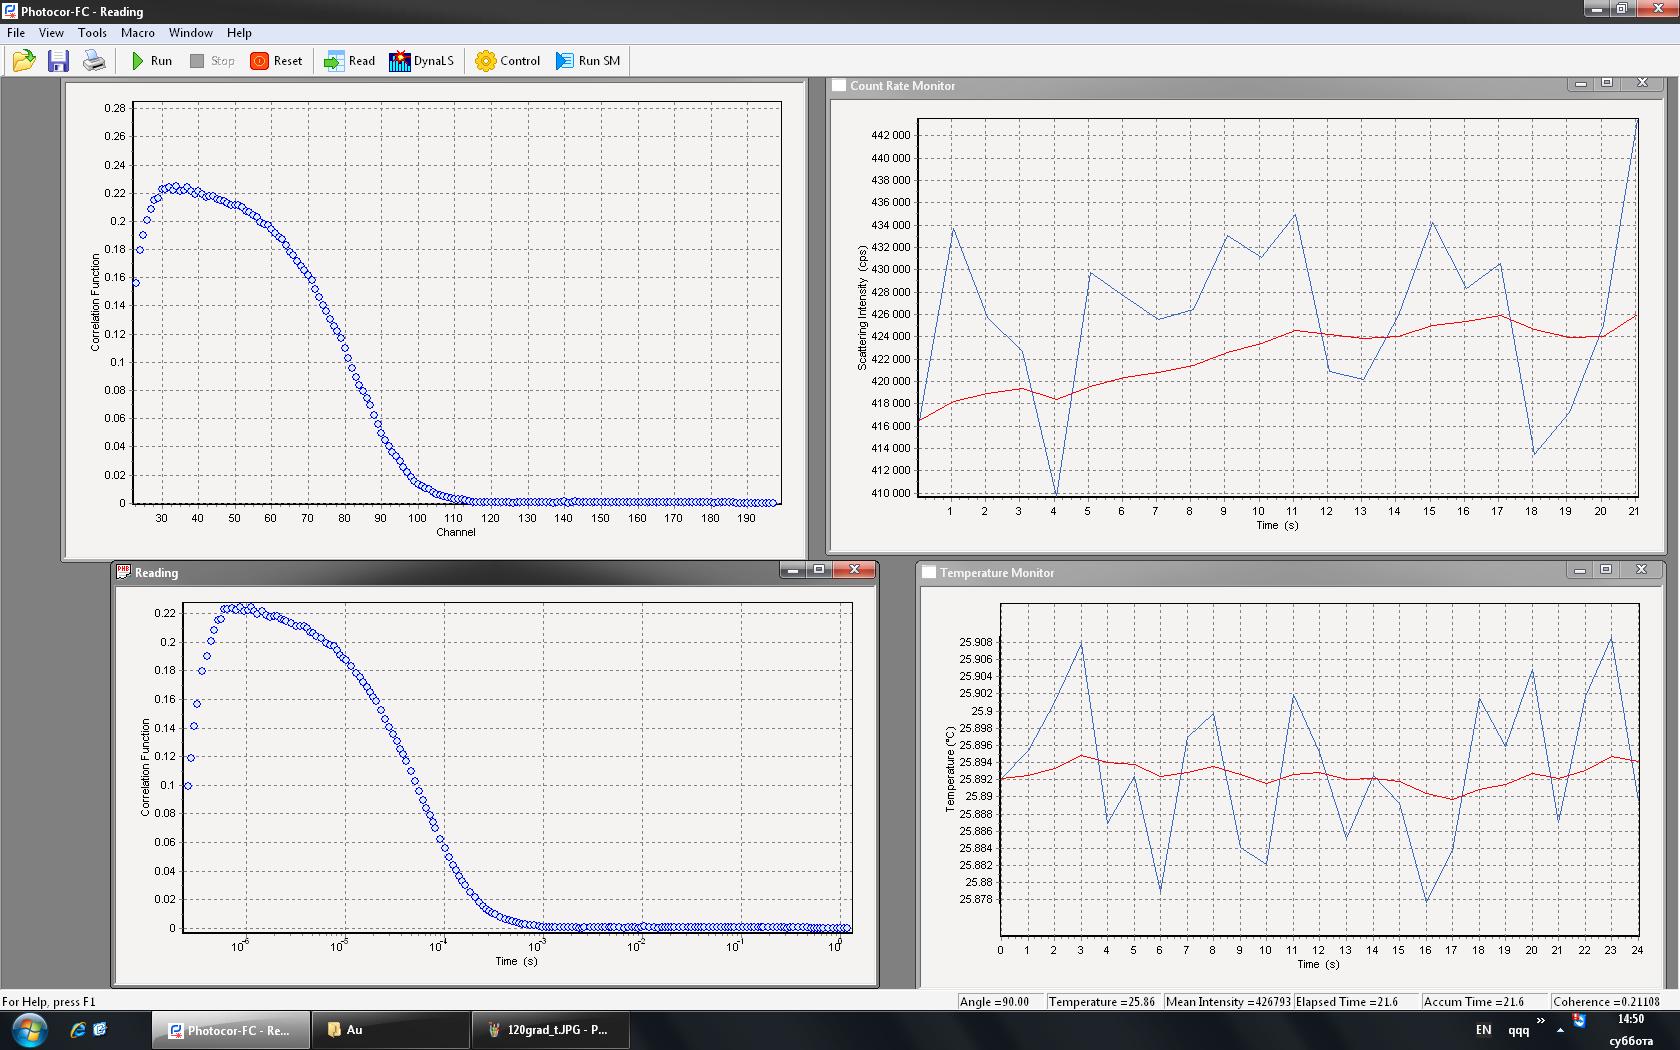 Photocor-FC - Reading
File View Tools Macro Window Help
Run Stop Reset Read DynaLS Control Run SM
0.28
0.26
0.24
0.22
0.2
0.18
0.16
0.14
0.12
0.1
0.08
0.06
0.04
0.02
0
Correlation Function
30 40 50 60 70 80 90 100 110 120 130 140 150 160 170 180 190
Channel
Count Rate Monitor
442 000
440 000
438 000
436 000
434 000
432 000
430 000
428 000
426 000
424 000
422 000
420 000
418 000
416 000
414 000
412 000
410 000
Scattering Intensity (cps)
1 2 3 4 5 6 7 8 9 10 11 12 13 14 15 16 17 18 19 20 21
Time (s)
Reading
0.22
0.2
0.18
0.16
0.14
0.12
0.1
0.08
0.06
0.04
0.02
0
Correlation Function
10-6 10-5 10-4 10-3 10-2 10-1 100
Time (s)
Temperature Monitor
25.908
25.906
25.904
25.902
25.9
25.898
25.896
25.894
25.892
25.89
25.888
25.886
25.884
25.882
25.88
25.878
Temperature (°C)
0 1 2 3 4 5 6 7 8 9 10 11 12 13 14 15 16 17 18 19 20 21 22 23 24
Time (s)
For Help, press F1
Angle =90.00 Temperature =25.86 Mean Intensity =426793 Elapsed Time =21.6 Accum Time =21.6 Coherence =0.21108
Photocor-FC - Re... Au 120grad_t.JPG - P...
EN qqq
14:50
суббота